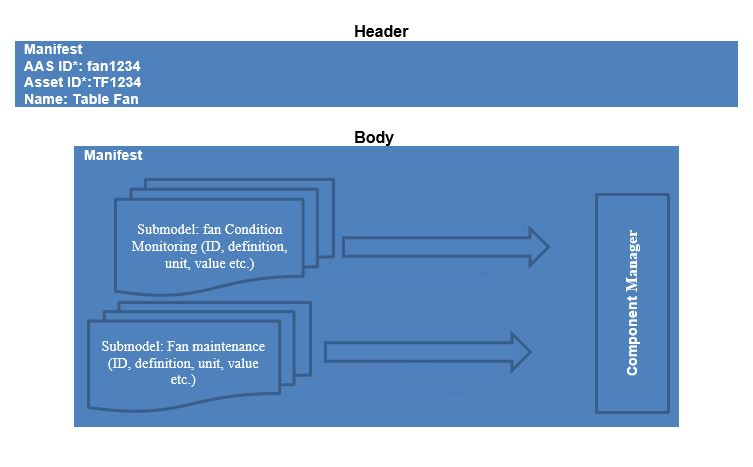 Header
Manifest
AAS ID*: fan1234
Asset ID*:TF1234
Name: Table Fan
Body
Manifest
Submodel: fan Condition
Monitoring (ID, definition,
unit, value etc.)
Submodel: Fan maintenance
(ID, definition, unit, value
etc.)
Component Manager